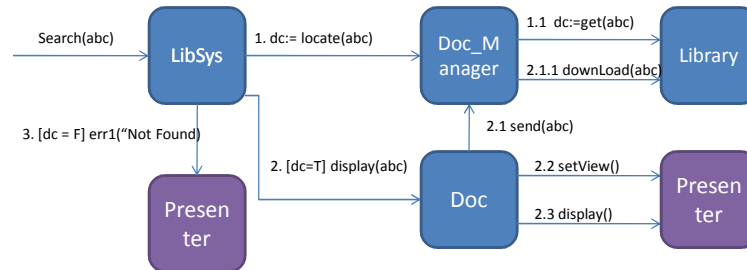 Search(abc)
LibSys
1. dc:= locate(abc)
Doc_M
anager
1.1 dc:=get(abc)
2.1.1 downLoad(abc)
Library
3. [dc = F] err1(“Not Found)
2. [dc=T] display(abc)
2.1 send(abc)
Presen
ter
Doc
2.2 setView()
2.3 display()
Presen
ter